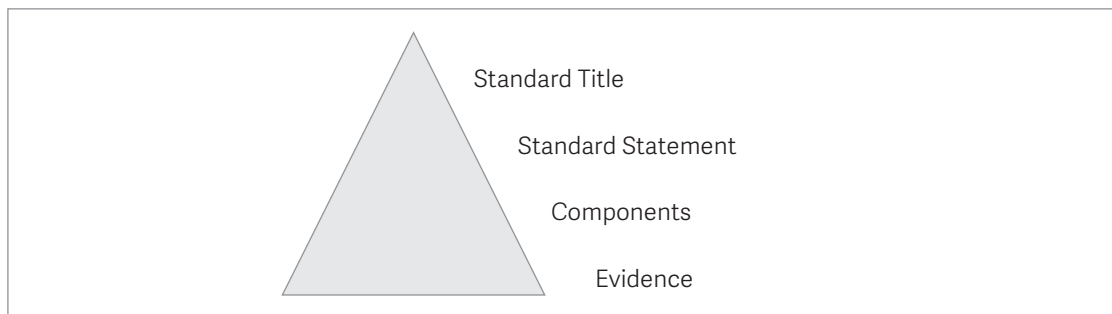 Standard Title
Standard Statement
Components
Evidence